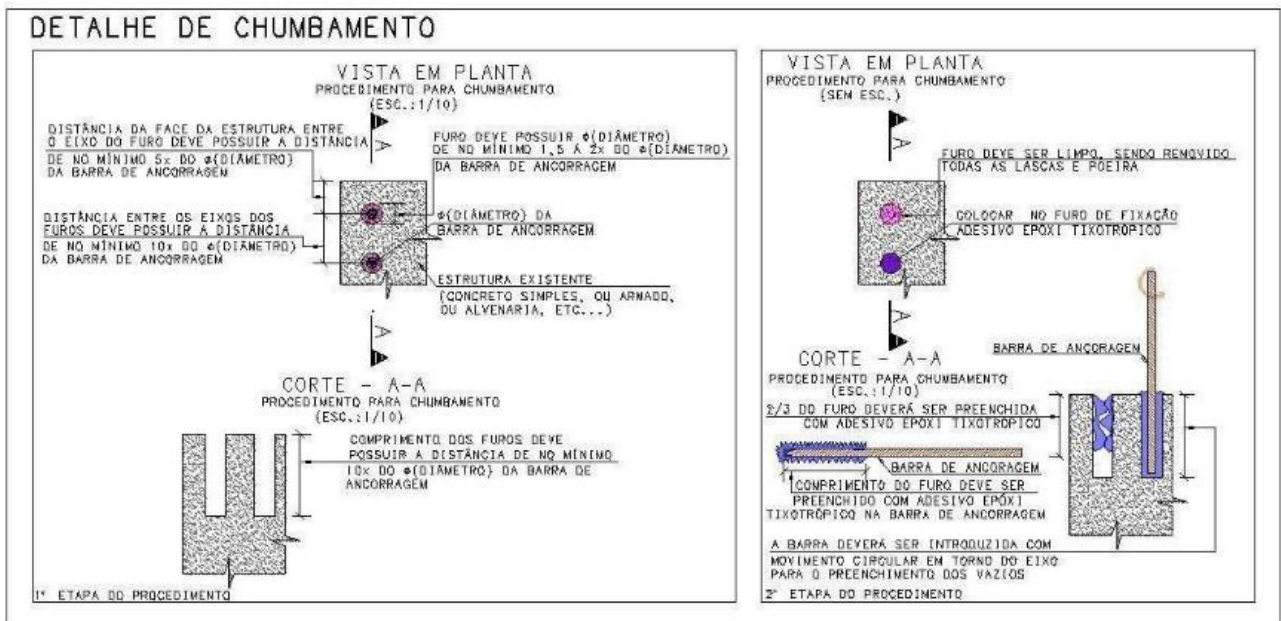 DETALHE DE CHUMBAMENTO
VISTA EM PLANTA
PROCEDIMENTO PARA CHUMBAMENTO
(ESC.:1/10)
A
DISTÂNCIA DA FACE DA ESTRUTURA ENTRE
O EIXO DO FURO DEVE POSSUIR A DISTÂNCIA
DE NO MÍNIMO 5x DO ϕ(DIÂMETRO)
DA BARRA DE ANCORRAGEM
FURO DEVE POSSUIR ϕ(DIÂMETRO)
DE NO MÍNIMO 1,5 Á 2x DO ϕ(DIÂMETRO)
DA BARRA DE ANCORRAGEM
DISTÂNCIA ENTRE OS EIXOS DOS
FUROS DEVE POSSUIR A DISTÂNCIA
DE NO MÍNIMO 10x DO ϕ(DIÂMETRO)
DA BARRA DE ANCORRAGEM
ϕ(DIÂMETRO) DA
BARRA DE ANCORRAGEM
ESTRUTURA EXISTENTE
(CONCRETO SIMPLES, OU ARMADO,
OU ALVENARIA, ETC...)
A
CORTE - A-A
PROCEDIMENTO PARA CHUMBAMENTO
(ESC.:1/10)
COMPRIMENTO DOS FUROS DEVE
POSSUIR A DISTÂNCIA DE NO MÍNIMO
10x DO ϕ(DIÂMETRO) DA BARRA DE
ANCORRAGEM
1ª ETAPA DO PROCEDIMENTO
VISTA EM PLANTA
PROCEDIMENTO PARA CHUMBAMENTO
(SEM ESC.)
A
FURO DEVE SER LIMPO, SENDO REMOVIDO
TODAS AS LASCAS E POEIRA
COLOCAR NO FURO DE FIXAÇÃO
ADESIVO EPOXI TIXOTRÓPICO
A
CORTE - A-A
PROCEDIMENTO PARA CHUMBAMENTO
(ESC.:1/10)
BARRA DE ANCORAGEM
2/3 DO FURO DEVERÁ SER PREENCHIDA
COM ADESIVO EPOXI TIXOTROPICO
BARRA DE ANCORAGEM
COMPRIMENTO DO FURO DEVE SER
PREENCHIDO COM ADESIVO EPÓXI
TIXOTRÓPICO NA BARRA DE ANCORRAGEM
A BARRA DEVERÁ SER INTRODUZIDA COM
MOVIMENTO CIRCULAR EM TORNO DO EIXO
PARA O PREENCHIMENTO DOS VAZIOS
2ª ETAPA DO PROCEDIMENTO